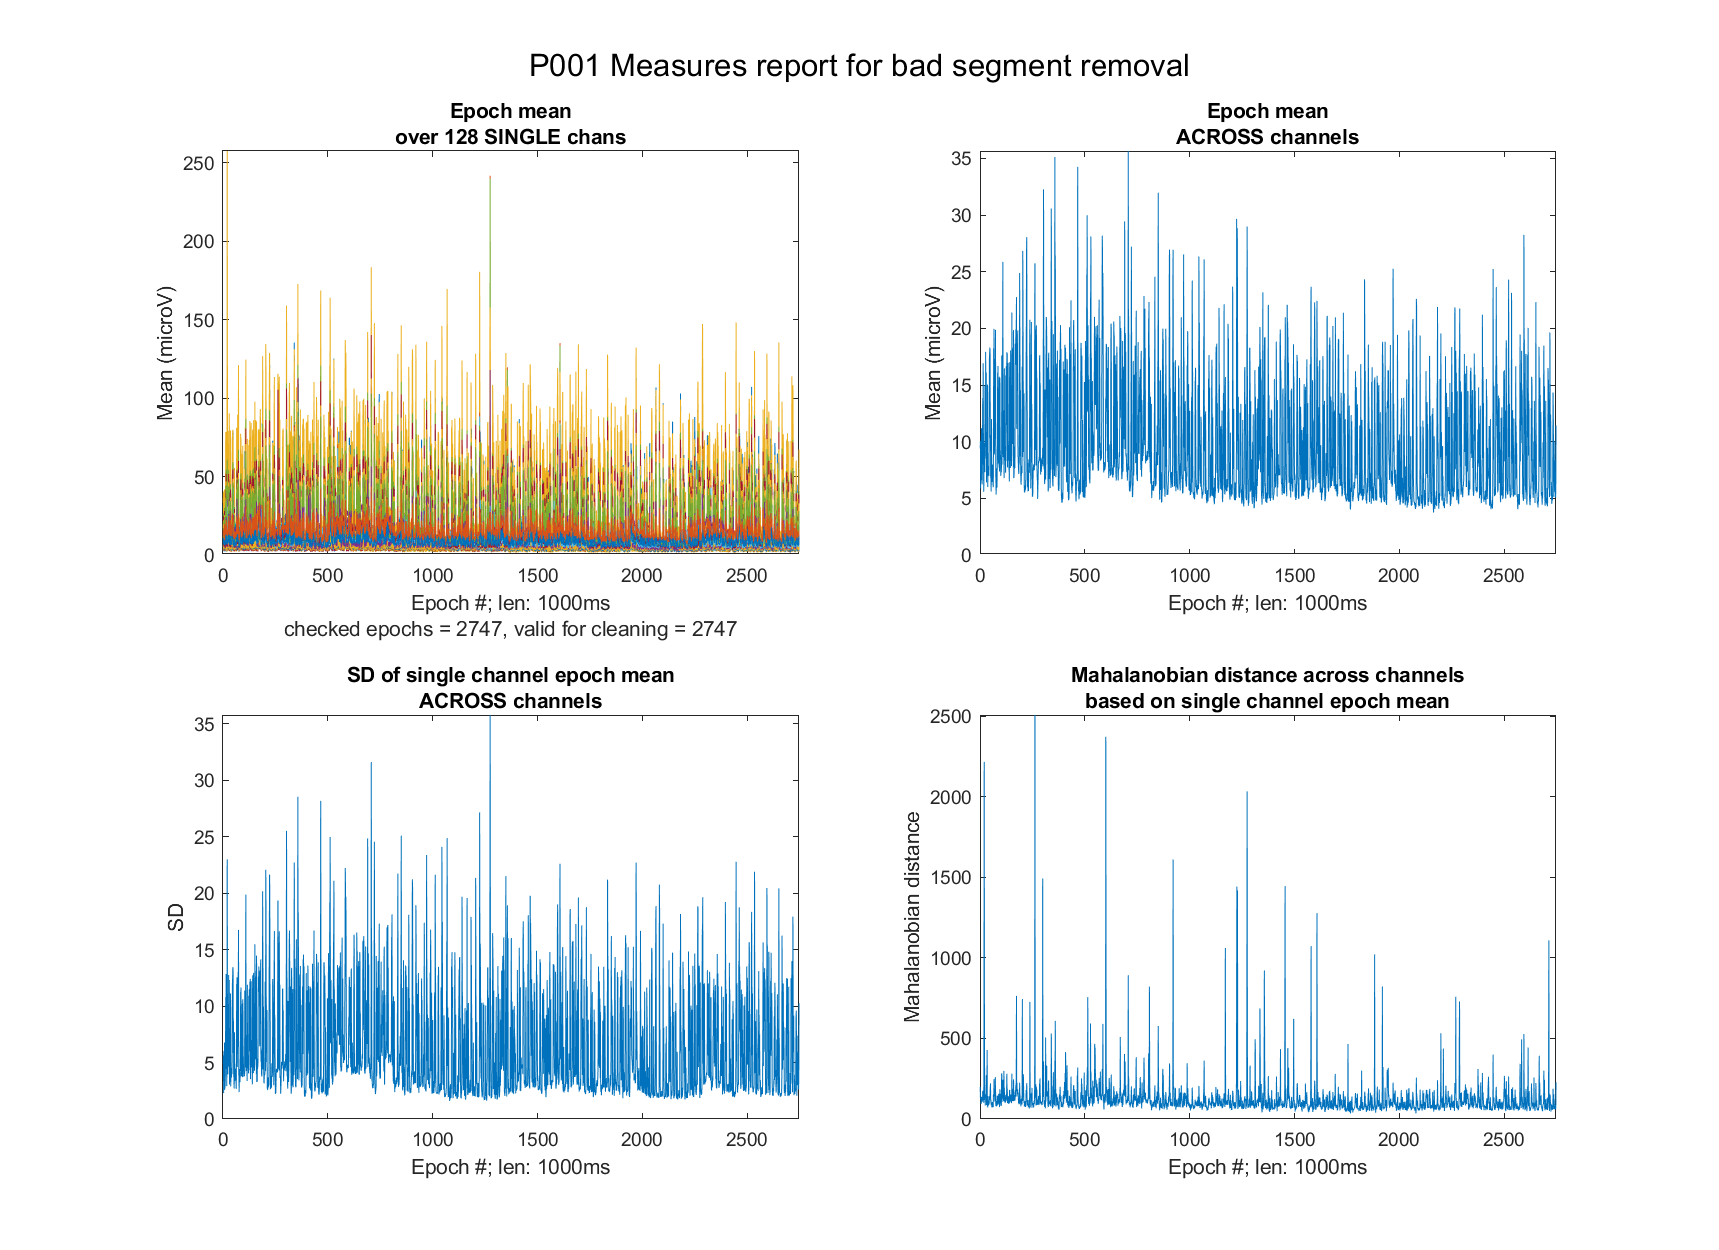 P001 Measures report for bad segment removal
Epoch mean
over 128 SINGLE chans
250
200
150
100
50
0
Mean (microV)
0 500 1000 1500 2000 2500
Epoch #; len: 1000ms
checked epochs = 2747, valid for cleaning = 2747
Epoch mean
ACROSS channels
35
30
25
20
15
10
5
0
Mean (microV)
0 500 1000 1500 2000 2500
Epoch #; len: 1000ms
SD of single channel epoch mean
ACROSS channels
35
30
25
20
15
10
5
0
SD
0 500 1000 1500 2000 2500
Epoch #; len: 1000ms
Mahalanobian distance across channels
based on single channel epoch mean
2500
2000
1500
1000
500
0
Mahalanobian distance
0 500 1000 1500 2000 2500
Epoch #; len: 1000ms